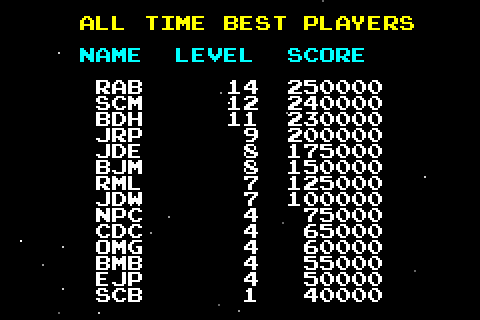 ALL TIME BEST PLAYERS
NAME LEVEL SCORE
RAB 14 250000
SCM 12 240000
BDH 11 230000
JRP 9 200000
JDE 8 175000
BJM 8 150000
RML 7 125000
JDW 7 100000
NPC 4 75000
CDC 4 65000
OMG 4 60000
BMB 4 55000
EJP 4 50000
SCB 1 40000